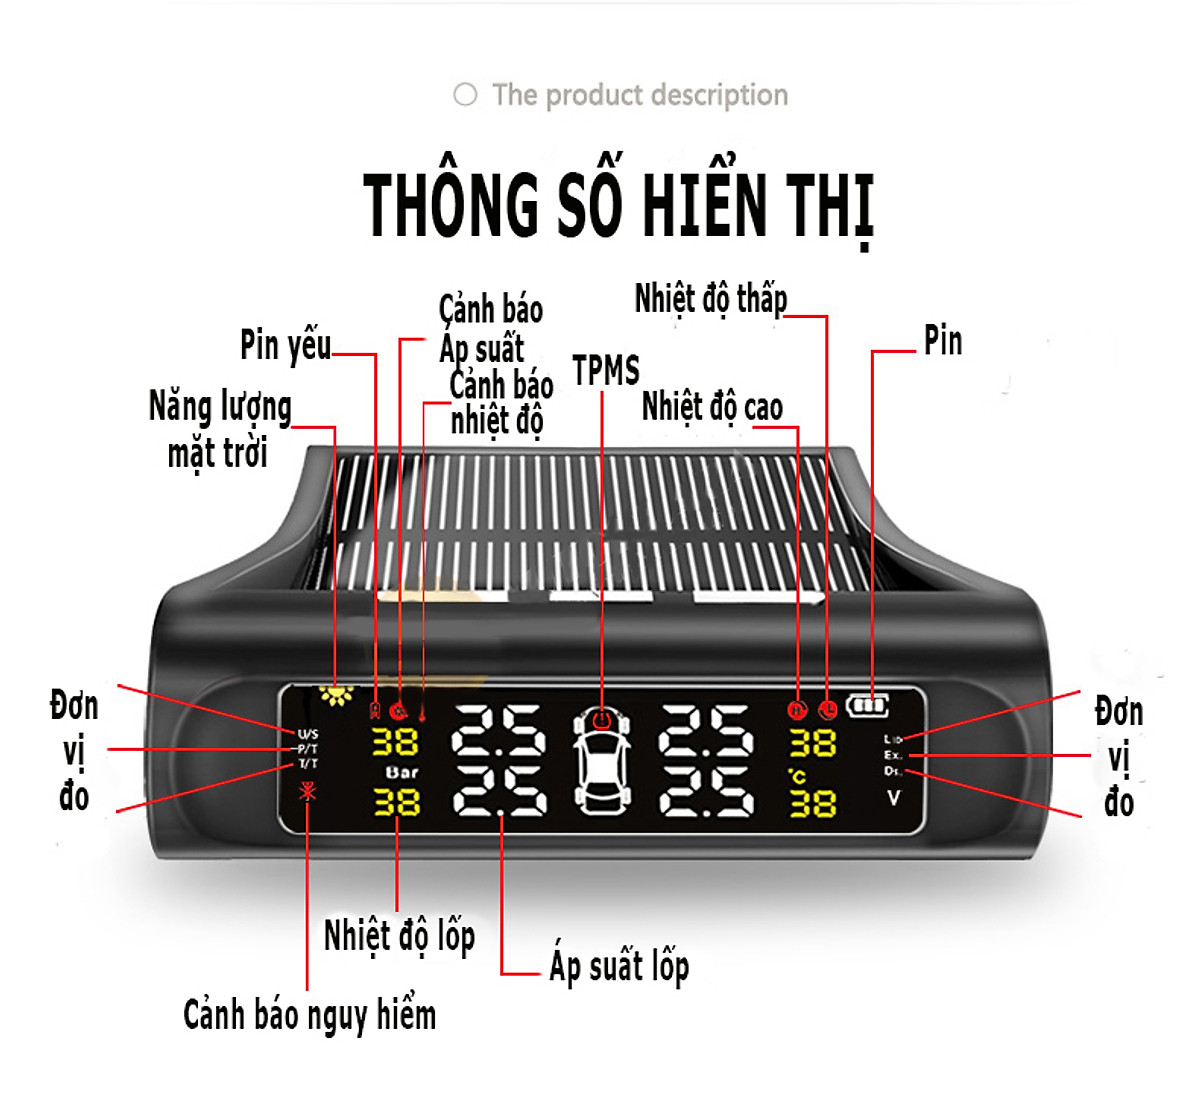 The product description
THÔNG SỐ HIỂN THỊ
Nhiệt độ thấp
Cảnh báo
Áp suất
Pin yếu
Pin
TPMS
Cảnh báo
nhiệt độ
Năng lượng
mặt trời
Nhiệt độ cao
Đơn
vị
đo
U/S
P/T
T/T
38
Bar
38
2.5
2.5
2.5
2.5
38
℃
38
Ex.
V
Đơn
vị
đo
Nhiệt độ lốp
Áp suất lốp
Cảnh báo nguy hiểm